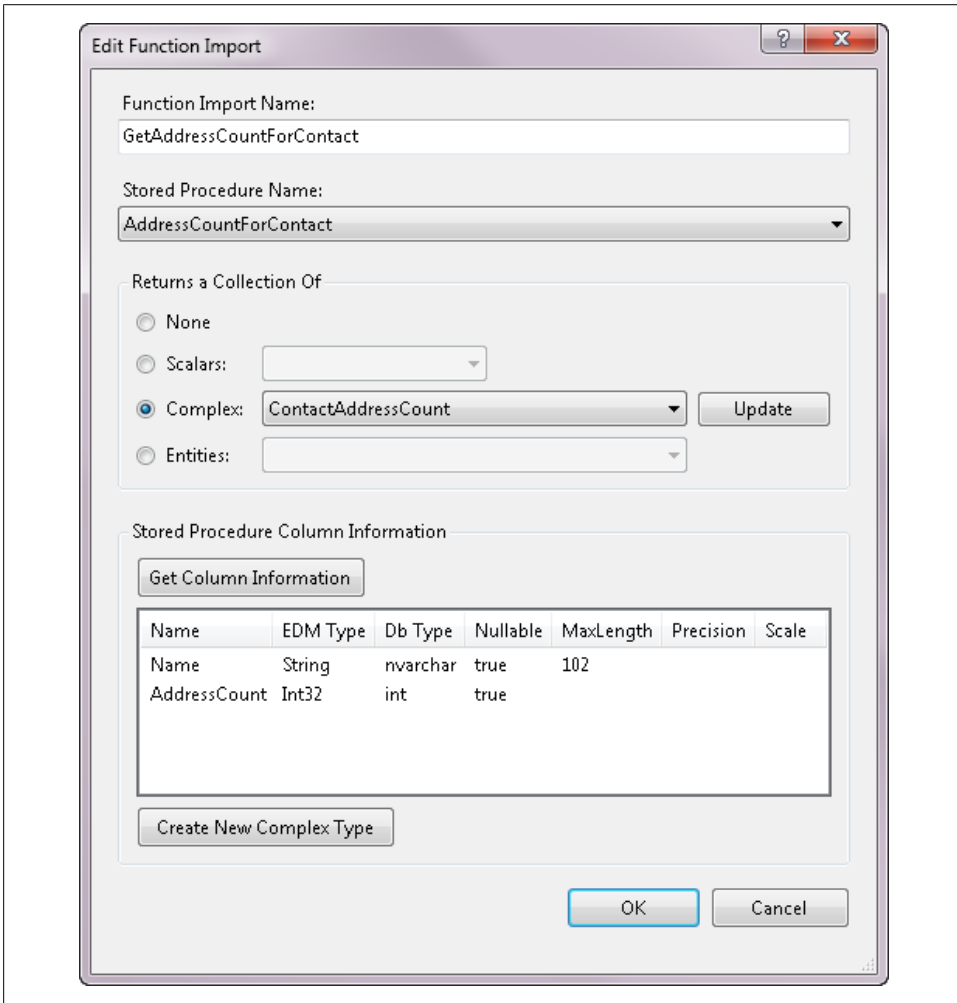 Edit Function Import
?
Function Import Name:
GetAddressCountForContact
Stored Procedure Name:
AddressCountForContact
Returns a Collection Of
None
Scalars:
Complex: ContactAddressCount Update
Entities:
Stored Procedure Column Information
Get Column Information
Name EDM Type Db Type Nullable MaxLength Precision Scale
Name String nvarchar true 102
AddressCount Int32 int true
Create New Complex Type
OK Cancel